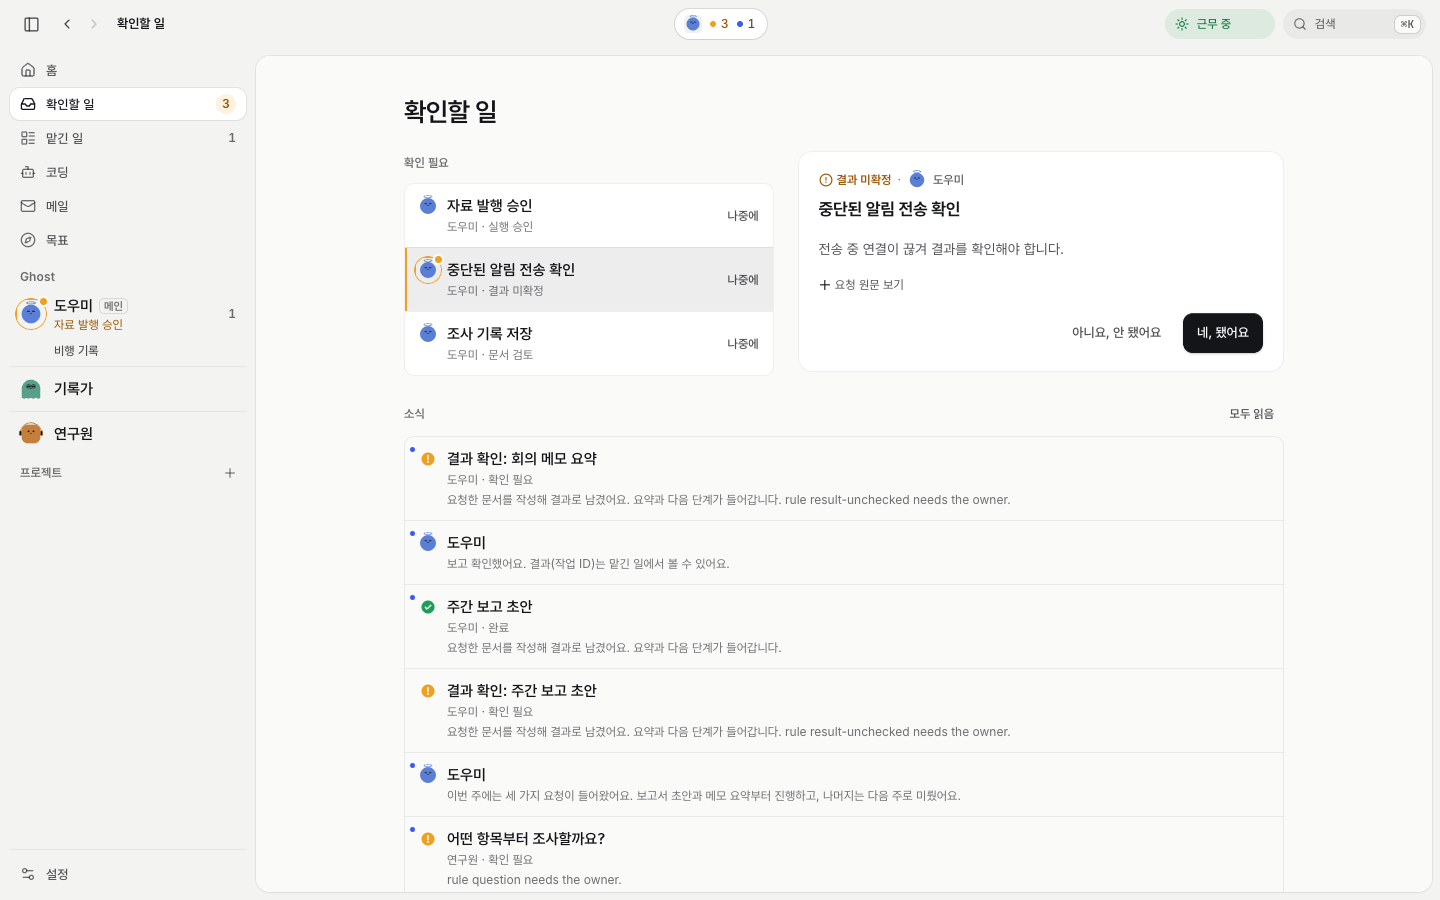 확인할 일
3 1
근무 중
검색 ⌘K
홈
확인할 일 3
맡긴 일 1
코딩
메일
목표
Ghost
도우미 메인
자료 발행 승인
1
비행 기록
기록가
연구원
프로젝트
설정
확인할 일
확인 필요
자료 발행 승인
도우미 · 실행 승인
나중에
중단된 알림 전송 확인
도우미 · 결과 미확정
나중에
조사 기록 저장
도우미 · 문서 검토
나중에
결과 미확정 · 도우미
중단된 알림 전송 확인
전송 중 연결이 끊겨 결과를 확인해야 합니다.
요청 원문 보기
아니요, 안 됐어요
네, 됐어요
소식
모두 읽음
결과 확인: 회의 메모 요약
도우미 · 확인 필요
요청한 문서를 작성해 결과로 남겼어요. 요약과 다음 단계가 들어갑니다. rule result-unchecked needs the owner.
도우미
보고 확인했어요. 결과(작업 ID)는 맡긴 일에서 볼 수 있어요.
주간 보고 초안
도우미 · 완료
요청한 문서를 작성해 결과로 남겼어요. 요약과 다음 단계가 들어갑니다.
결과 확인: 주간 보고 초안
도우미 · 확인 필요
요청한 문서를 작성해 결과로 남겼어요. 요약과 다음 단계가 들어갑니다. rule result-unchecked needs the owner.
도우미
이번 주에는 세 가지 요청이 들어왔어요. 보고서 초안과 메모 요약부터 진행하고, 나머지는 다음 주로 미뤘어요.
어떤 항목부터 조사할까요?
연구원 · 확인 필요
rule question needs the owner.